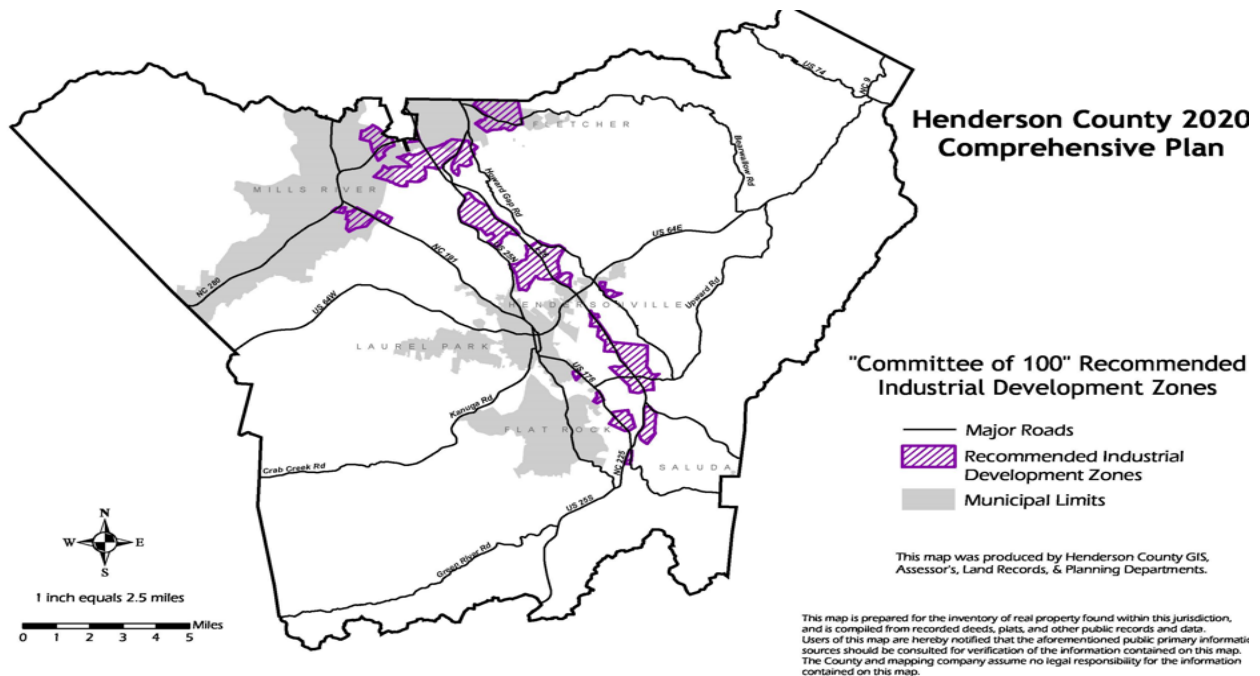 Henderson County 2020
Comprehensive Plan
US 74
NC 9
FLETCHER
Bearwallow Rd
Howard Gap Rd
MILLS RIVER
US 64E
NC 191
US 25N
NC 280
US 64W
HENDERSONVILLE
Upward Rd
LAUREL PARK
US 176
Kanuga Rd
FLAT ROCK
NC 225
SALUDA
Crab Creek Rd
US 25S
Green River Rd
"Committee of 100" Recommended
Industrial Development Zones
Major Roads
Recommended Industrial
Development Zones
Municipal Limits
N
W E
S
1 inch equals 2.5 miles
0 1 2 3 4 5 Miles
This map was produced by Henderson County GIS,
Assessor's, Land Records, & Planning Departments.
This map is prepared for the inventory of real property found within this jurisdiction,
and is compiled from recorded deeds, plats, and other public records and data.
Users of this map are hereby notified that the aforementioned public primary informatio
sources should be consulted for verification of the information contained on this map.
The County and mapping company assume no legal responsibility for the information
contained on this map.